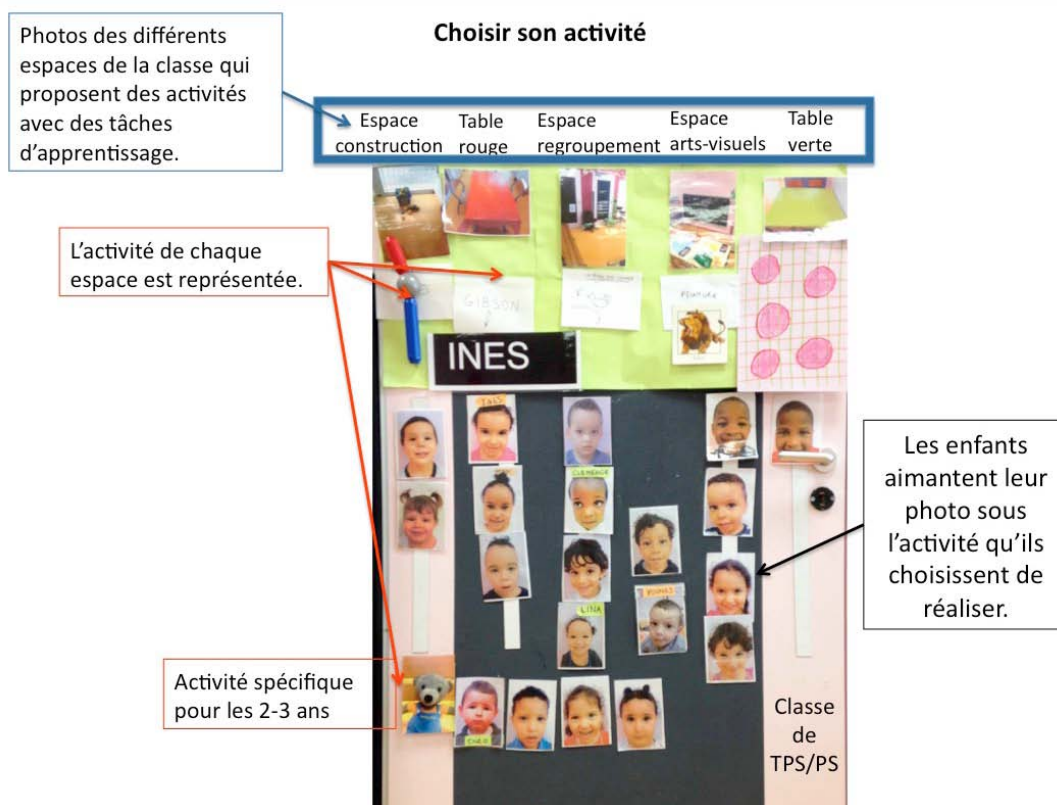 Choisir son activité
Photos des différents
espaces de la classe qui
proposent des activités
avec des tâches
d'apprentissage.
Espace
construction
Table
rouge
Espace
regroupement
Espace
arts-visuels
Table
verte
L'activité de chaque
espace est représentée.
GIBSON
PEINTURE
INES
INES
CLEMENCE
LINA
Les enfants
aimantent leur
photo sous
l'activité qu'ils
choisissent de
réaliser.
Activité spécifique
pour les 2-3 ans
Classe
de
TPS/PS